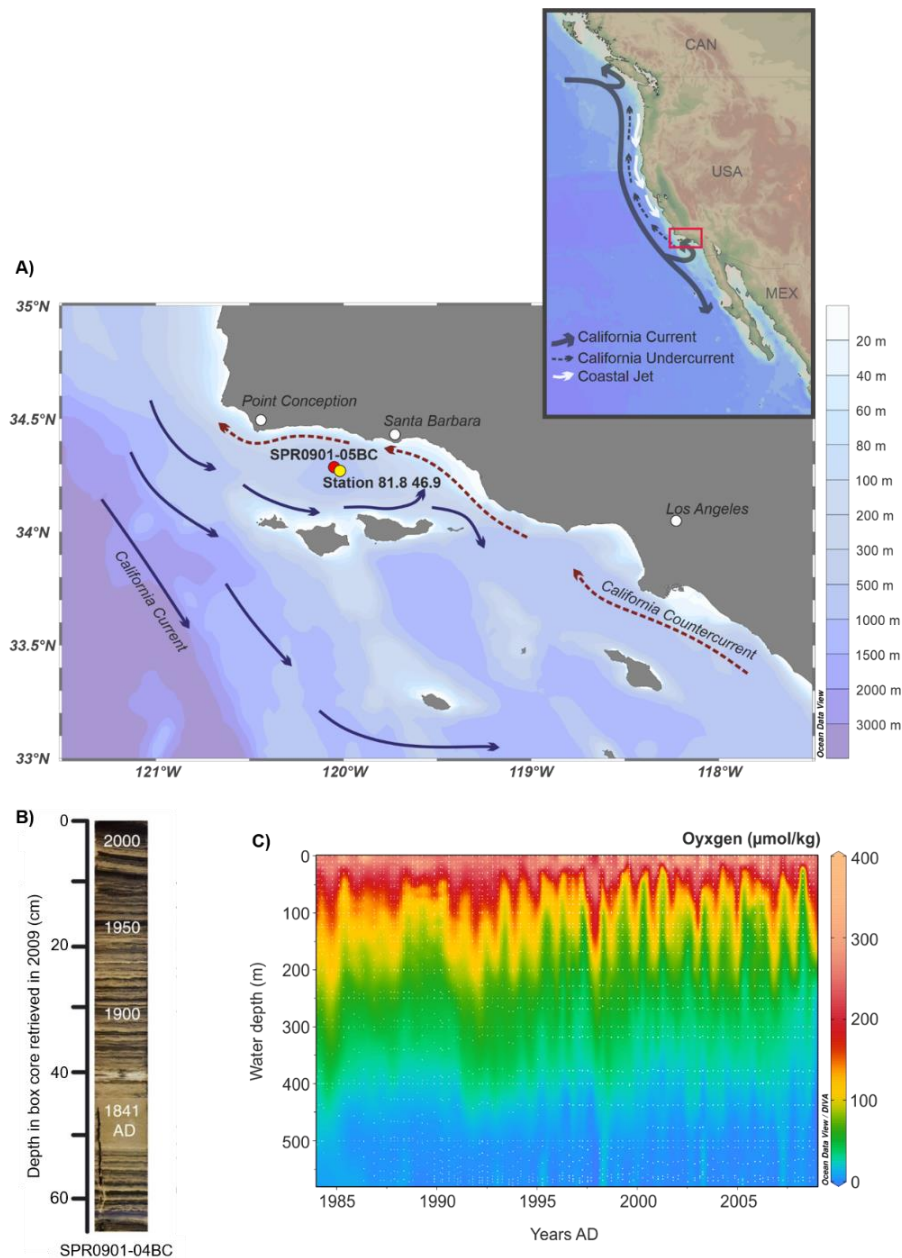 CAN
USA
MEX
California Current
California Undercurrent
Coastal Jet
A)
35°N
34.5°N
34°N
33.5°N
33°N
121°W
120°W
119°W
118°W
Point Conception
Santa Barbara
SPR0901-05BC
Station 81.8 46.9
Los Angeles
California Current
California Countercurrent
Ocean Data View
20 m
40 m
60 m
80 m
100 m
200 m
300 m
500 m
1000 m
1500 m
2000 m
3000 m
B)
Depth in box core retrieved in 2009 (cm)
0
20
40
60
2000
1950
1900
1841
AD
SPR0901-04BC
C)
Oyxgen (µmol/kg)
Water depth (m)
0
100
200
300
400
500
1985
1990
1995
2000
2005
Years AD
Ocean Data View / DIVA
400
300
200
100
0